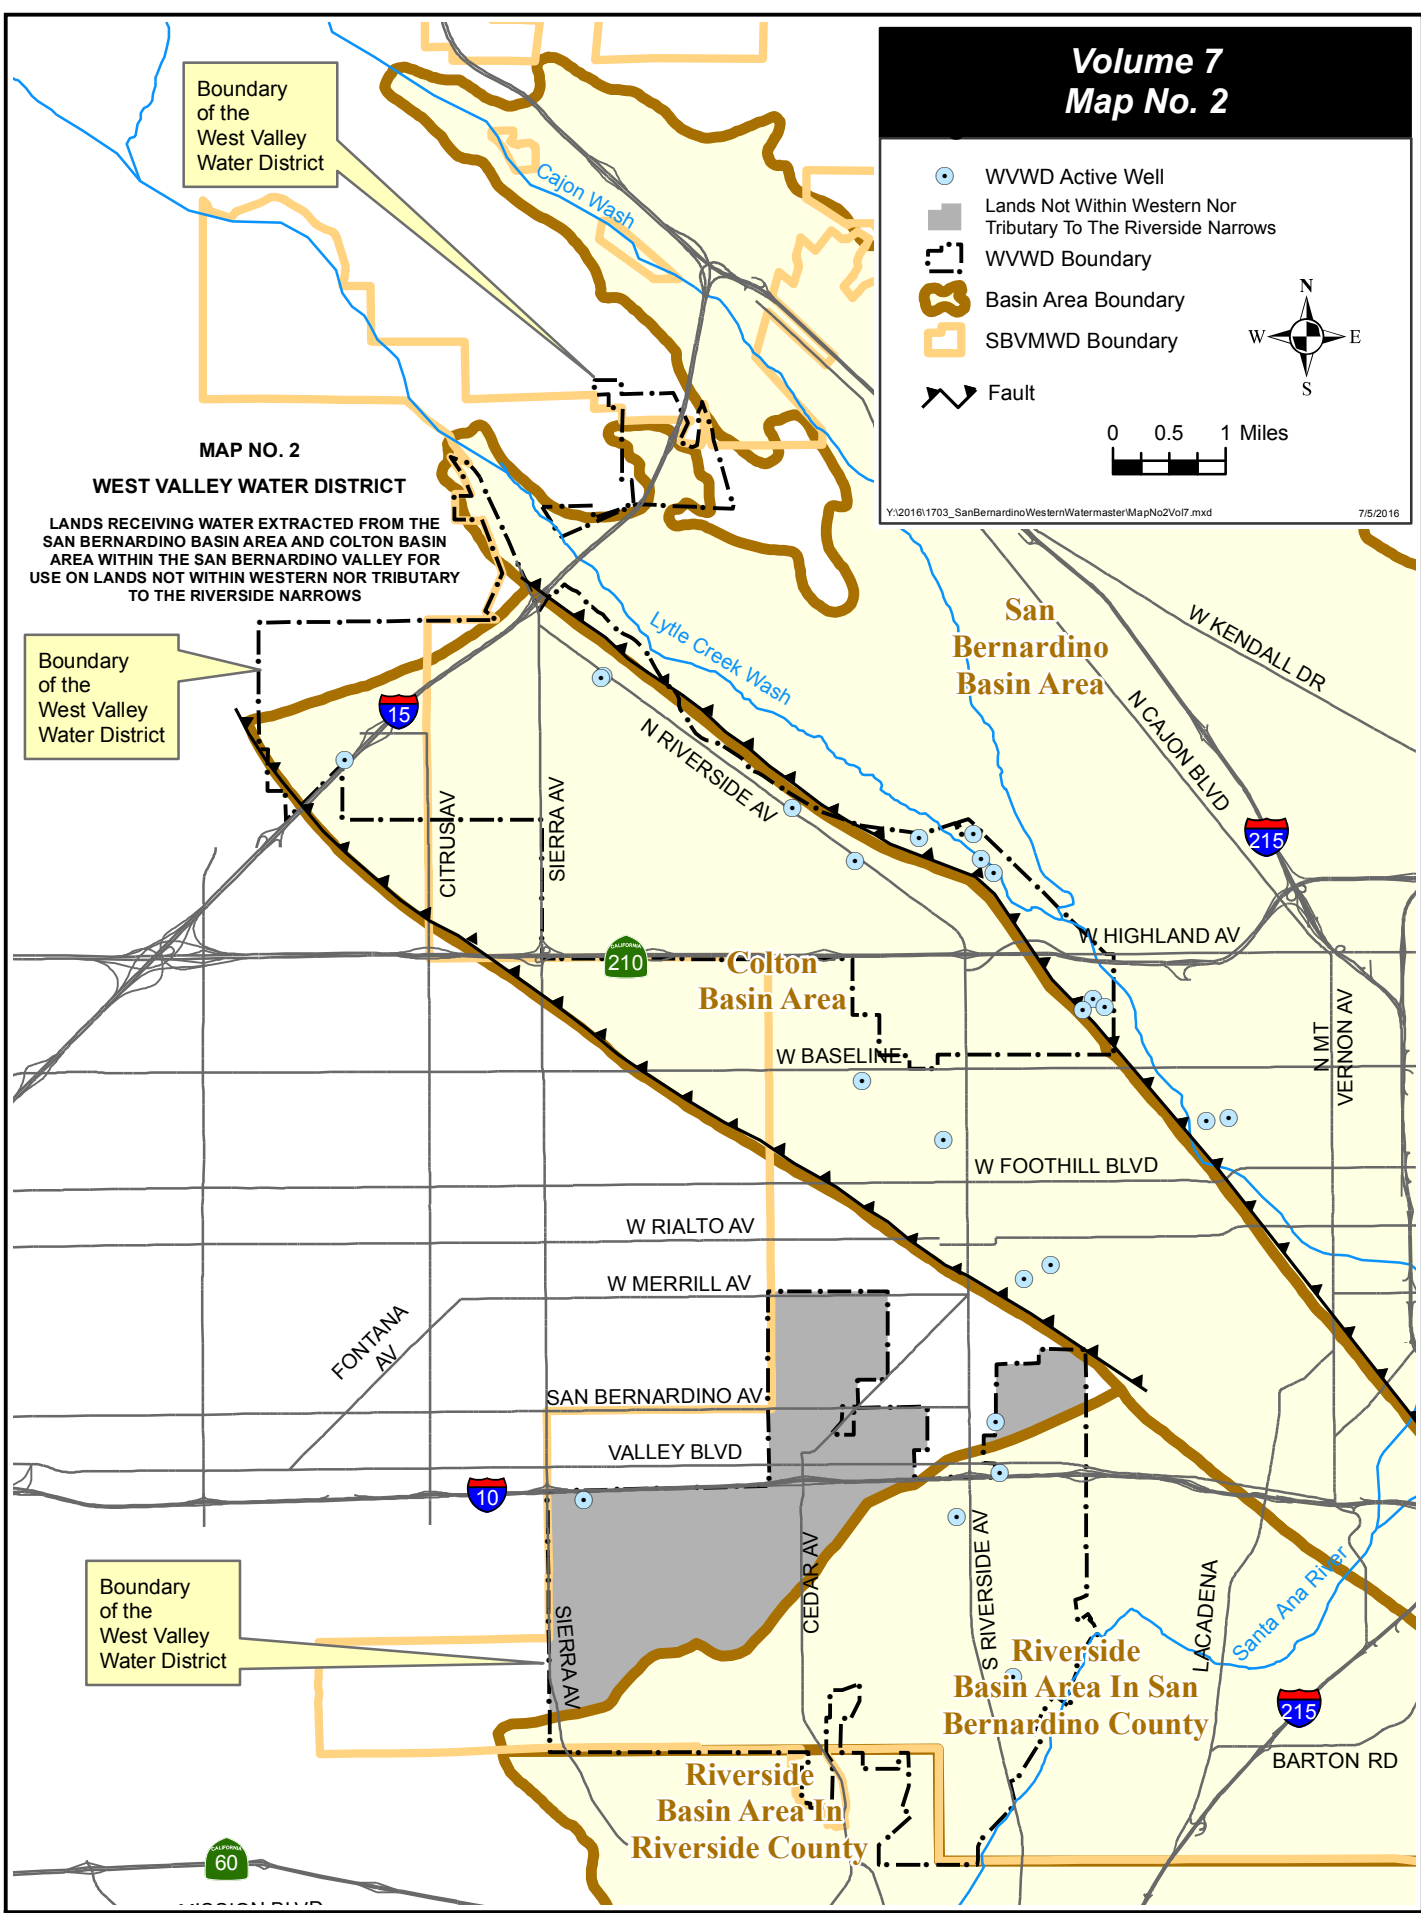 Volume 7
Map No. 2
WVWD Active Well
Lands Not Within Western Nor
Tributary To The Riverside Narrows
WVWD Boundary
Basin Area Boundary
SBVMWD Boundary
Fault
N
W
E
S
0 0.5 1 Miles
Y:\2016\1703_SanBernardinoWesternWatermaster\MapNo2Vol7.mxd
7/5/2016
Boundary
of the
West Valley
Water District
Cajon Wash
MAP NO. 2
WEST VALLEY WATER DISTRICT
LANDS RECEIVING WATER EXTRACTED FROM THE
SAN BERNARDINO BASIN AREA AND COLTON BASIN
AREA WITHIN THE SAN BERNARDINO VALLEY FOR
USE ON LANDS NOT WITHIN WESTERN NOR TRIBUTARY
TO THE RIVERSIDE NARROWS
San
Bernardino
Basin Area
W KENDALL DR
Lytle Creek Wash
Boundary
of the
West Valley
Water District
15
N RIVERSIDE AV
N CAJON BLVD
215
CITRUS AV
SIERRA AV
W HIGHLAND AV
CALIFORNIA
210
Colton
Basin Area
N MT
VERNON AV
W BASELINE
W FOOTHILL BLVD
W RIALTO AV
W MERRILL AV
FONTANA
AV
SAN BERNARDINO AV
VALLEY BLVD
10
CEDAR AV
S RIVERSIDE AV
LACADENA
Santa Ana River
Boundary
of the
West Valley
Water District
SIERRA AV
Riverside
Basin Area In San
Bernardino County
215
BARTON RD
Riverside
Basin Area In
Riverside County
CALIFORNIA
60